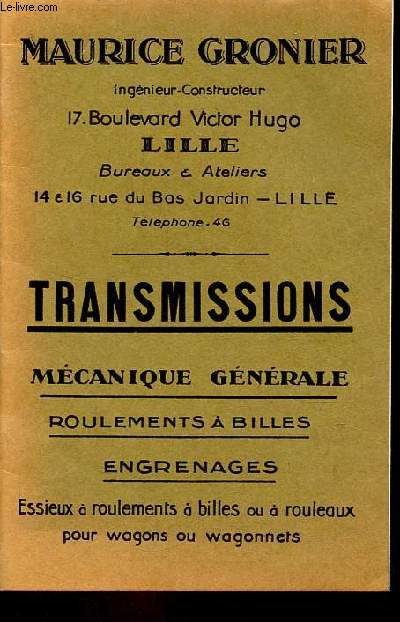 Le-livre.com
MAURICE GRONIER
Ingénieur-Constructeur
17. Boulevard Victor Hugo
LILLE
Bureaux & Ateliers
14 & 16 rue du Bas Jardin — LILLE
Téléphone. 46
TRANSMISSIONS
MÉCANIQUE GÉNÉRALE
ROULEMENTS À BILLES
ENGRENAGES
Essieux à roulements à billes ou à rouleaux
pour wagons ou wagonnets